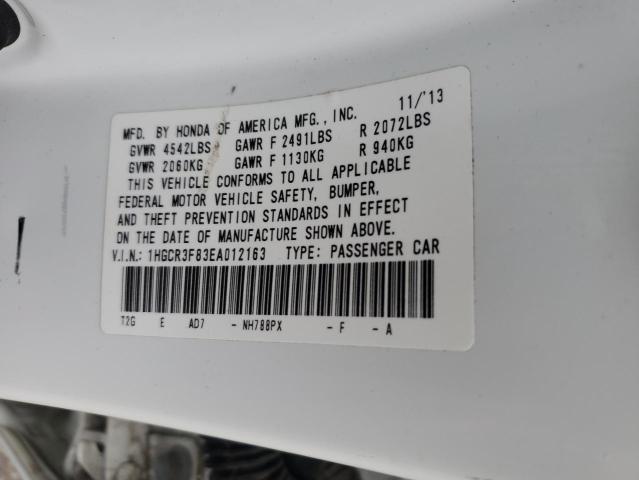 MFD. BY HONDA OF AMERICA MFG., INC. 11/'13
GVWR 4542LBS GAWR F 2491LBS R 2072LBS
GVWR 2060KG GAWR F 1130KG R 940KG
THIS VEHICLE CONFORMS TO ALL APPLICABLE
FEDERAL MOTOR VEHICLE SAFETY, BUMPER,
AND THEFT PREVENTION STANDARDS IN EFFECT
ON THE DATE OF MANUFACTURE SHOWN ABOVE.
V.I.N.: 1HGCR3F83EA012163 TYPE: PASSENGER CAR
T2G E AD7 -NH788PX -F -A